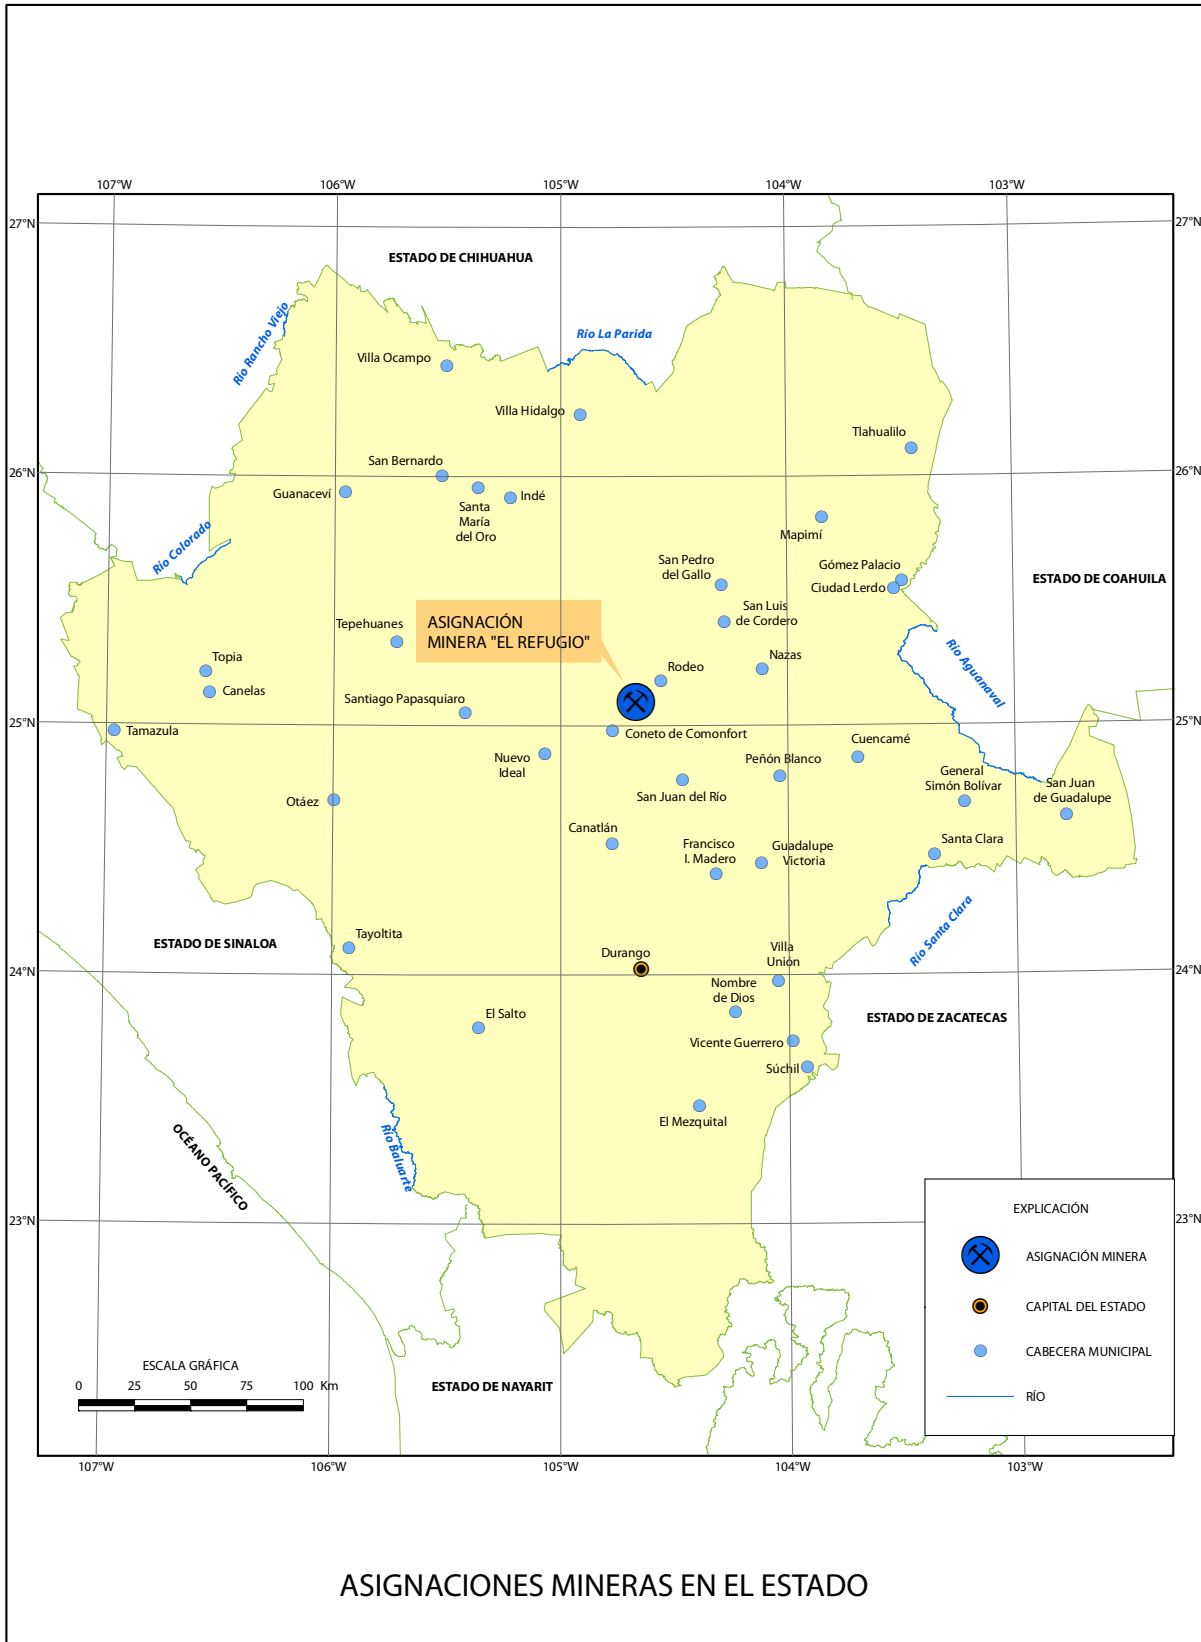 107°W
106°W
105°W
104°W
103°W
27°N
27°N
ESTADO DE CHIHUAHUA
Río Rancho Viejo
Río La Parida
Villa Ocampo
Villa Hidalgo
Tlahualilo
26°N
26°N
San Bernardo
Guanaceví
Santa
María
del Oro
Indé
Mapimí
Río Colorado
San Pedro
del Gallo
Gómez Palacio
Ciudad Lerdo
ESTADO DE COAHUILA
San Luis
de Cordero
ASIGNACIÓN
MINERA "EL REFUGIO"
Tepehuanes
Topia
Canelas
Rodeo
Nazas
Río Aguanaval
Santiago Papasquiaro
25°N
25°N
Tamazula
Coneto de Comonfort
Cuencamé
Nuevo
Ideal
Peñón Blanco
General
Simón Bolívar
San Juan
de Guadalupe
Otáez
San Juan del Río
Canatlán
Francisco
I. Madero
Guadalupe
Victoria
Santa Clara
Río Santa Clara
ESTADO DE SINALOA
Tayoltita
Durango
Villa
Unión
24°N
24°N
Nombre
de Dios
El Salto
ESTADO DE ZACATECAS
Vicente Guerrero
Súchil
El Mezquital
Río Baluarte
OCÉANO PACÍFICO
23°N
23°N
EXPLICACIÓN
ASIGNACIÓN MINERA
CAPITAL DEL ESTADO
CABECERA MUNICIPAL
RÍO
ESCALA GRÁFICA
0 25 50 75 100 Km
ESTADO DE NAYARIT
107°W
106°W
105°W
104°W
103°W
ASIGNACIONES MINERAS EN EL ESTADO